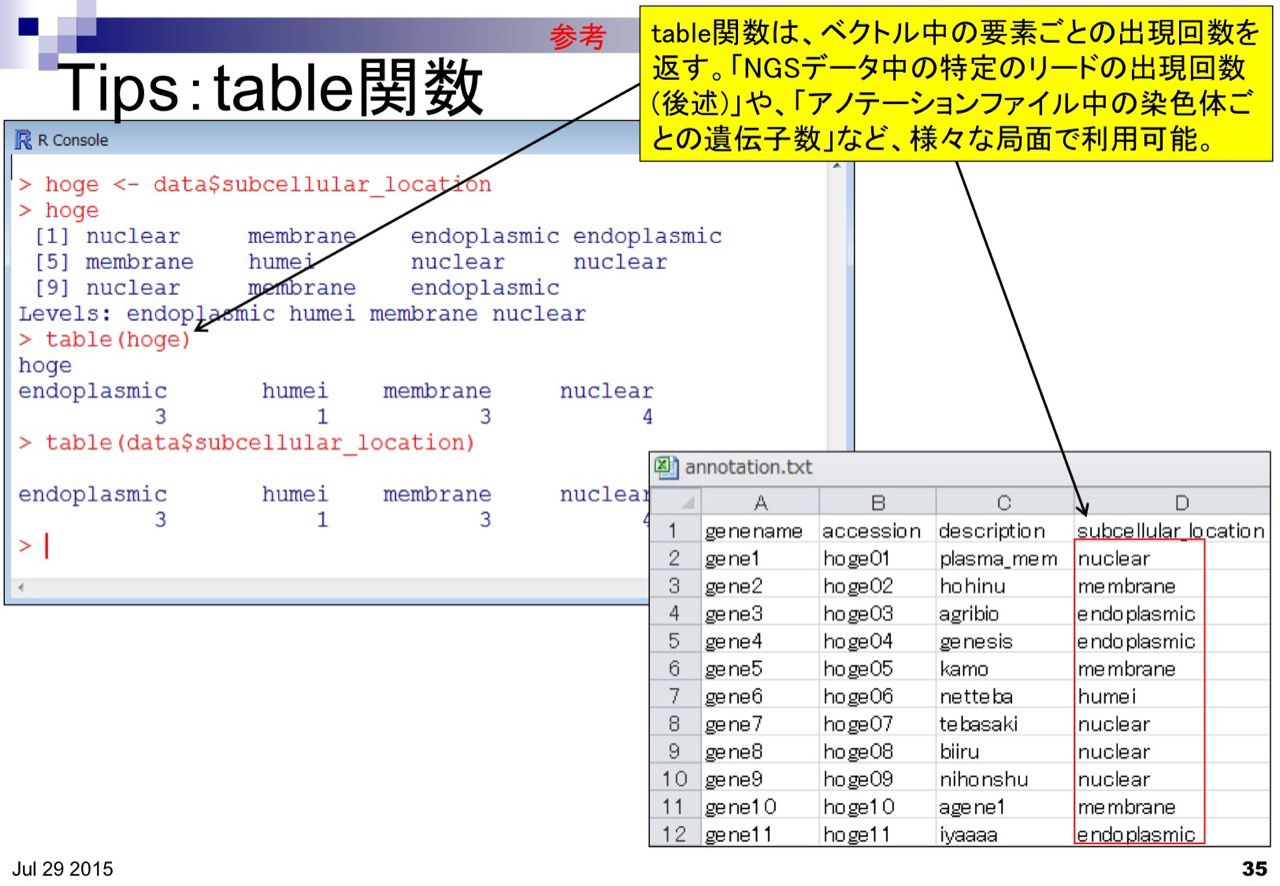 参考
Tips：table関数
table関数は、ベクトル中の要素ごとの出現回数を
返す。「NGSデータ中の特定のリードの出現回数
(後述)」や、「アノテーションファイル中の染色体ご
との遺伝子数」など、様々な局面で利用可能。
R Console
> hoge <- data$subcellular_location
> hoge
[1] nuclear membrane endoplasmic endoplasmic
[5] membrane humei nuclear nuclear
[9] nuclear membrane endoplasmic
Levels: endoplasmic humei membrane nuclear
> table(hoge)
hoge
endoplasmic humei membrane nuclear
3 1 3 4
> table(data$subcellular_location)
endoplasmic humei membrane nuclear
3 1 3 4
>
annotation.txt
A B C D
1 genename accession description subcellular_location
2 gene1 hoge01 plasma_mem nuclear
3 gene2 hoge02 hohinu membrane
4 gene3 hoge03 agribio endoplasmic
5 gene4 hoge04 genesis endoplasmic
6 gene5 hoge05 kamo membrane
7 gene6 hoge06 netteba humei
8 gene7 hoge07 tebasaki nuclear
9 gene8 hoge08 biiru nuclear
10 gene9 hoge09 nihonshu nuclear
11 gene10 hoge10 agene1 membrane
12 gene11 hoge11 iyaaaa endoplasmic
Jul 29 2015
35